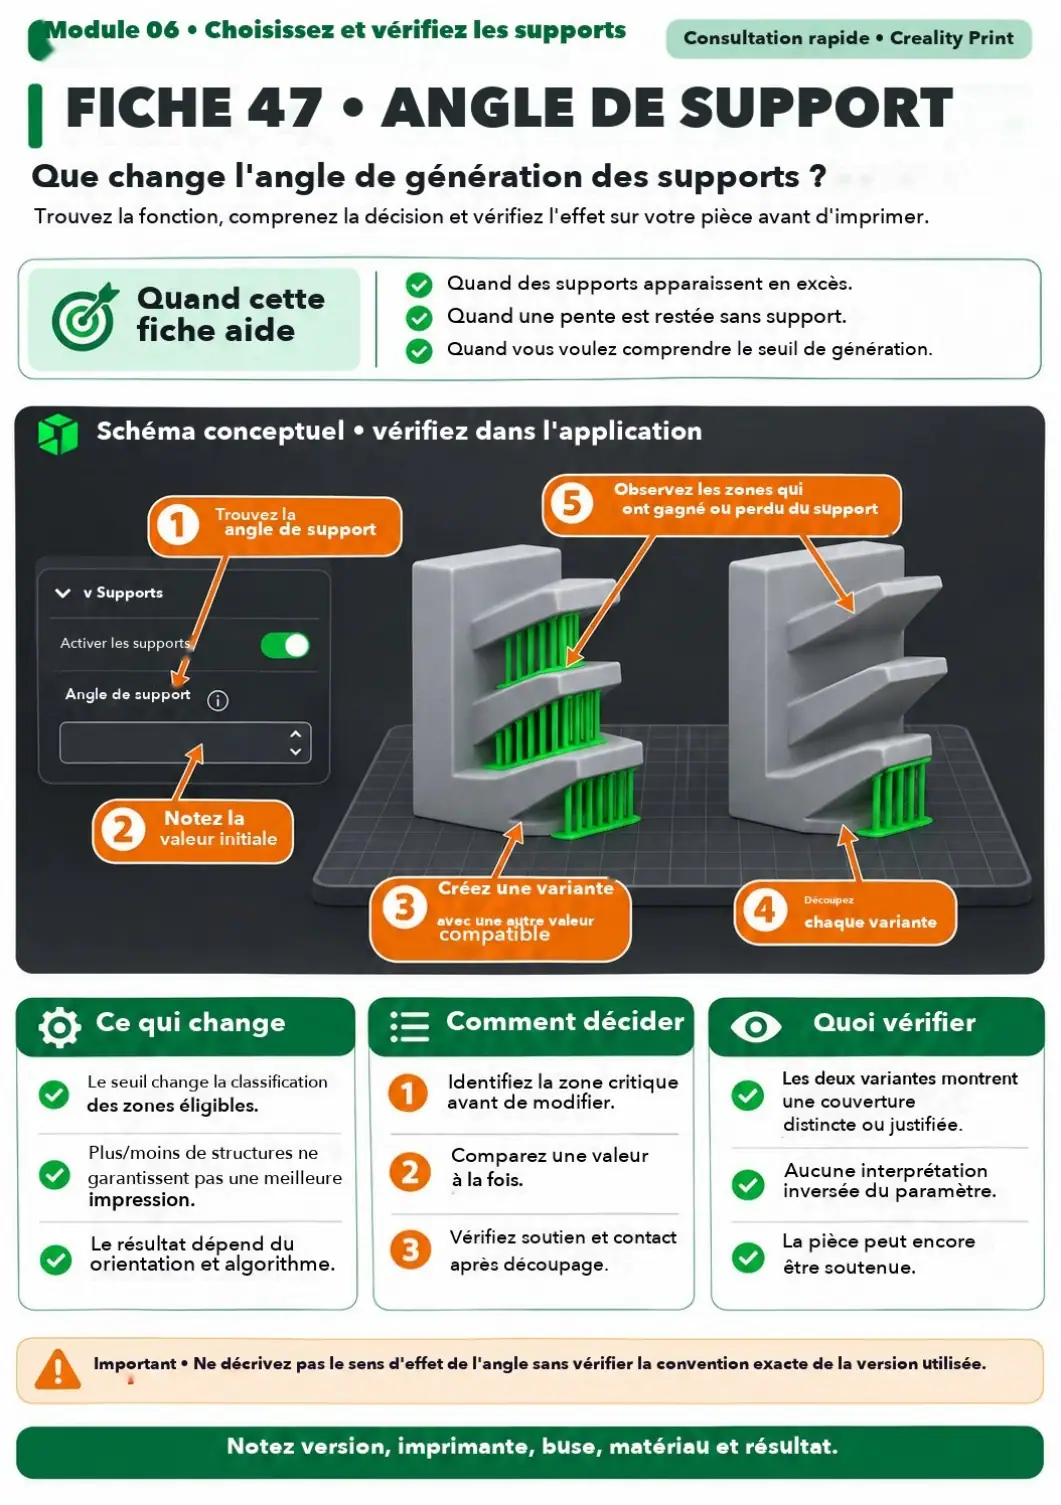 Module 06 • Choisissez et vérifiez les supports
Consultation rapide • Creality Print
FICHE 47 • ANGLE DE SUPPORT
Que change l'angle de génération des supports ?
Trouvez la fonction, comprenez la décision et vérifiez l'effet sur votre pièce avant d'imprimer.
Quand cette
fiche aide
Quand des supports apparaissent en excès.
Quand une pente est restée sans support.
Quand vous voulez comprendre le seuil de génération.
Schéma conceptuel • vérifiez dans l'application
1
Trouvez la
angle de support
5
Observez les zones qui
ont gagné ou perdu du support
v Supports
Activer les supports
Angle de support
2
Notez la
valeur initiale
3
Créez une variante
avec une autre valeur
compatible
4
Découpez
chaque variante
Ce qui change
Le seuil change la classification
des zones éligibles.
Plus/moins de structures ne
garantissent pas une meilleure
impression.
Le résultat dépend du
orientation et algorithme.
Comment décider
1
Identifiez la zone critique
avant de modifier.
2
Comparez une valeur
à la fois.
3
Vérifiez soutien et contact
après découpage.
Quoi vérifier
Les deux variantes montrent
une couverture
distincte ou justifiée.
Aucune interprétation
inversée du paramètre.
La pièce peut encore
être soutenue.
Important • Ne décrivez pas le sens d'effet de l'angle sans vérifier la convention exacte de la version utilisée.
Notez version, imprimante, buse, matériau et résultat.